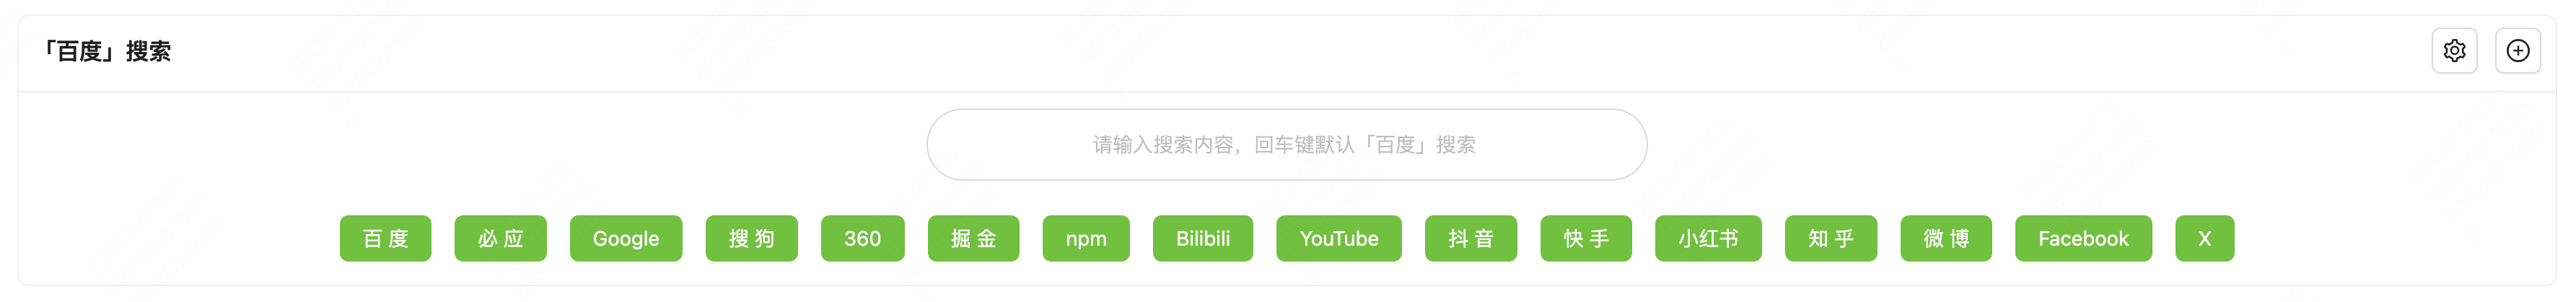 「百度」搜索
请输入搜索内容，回车键默认「百度」搜索
百度 必应 Google 搜狗 360 掘金 npm Bilibili YouTube 抖音 快手 小红书 知乎 微博 Facebook X